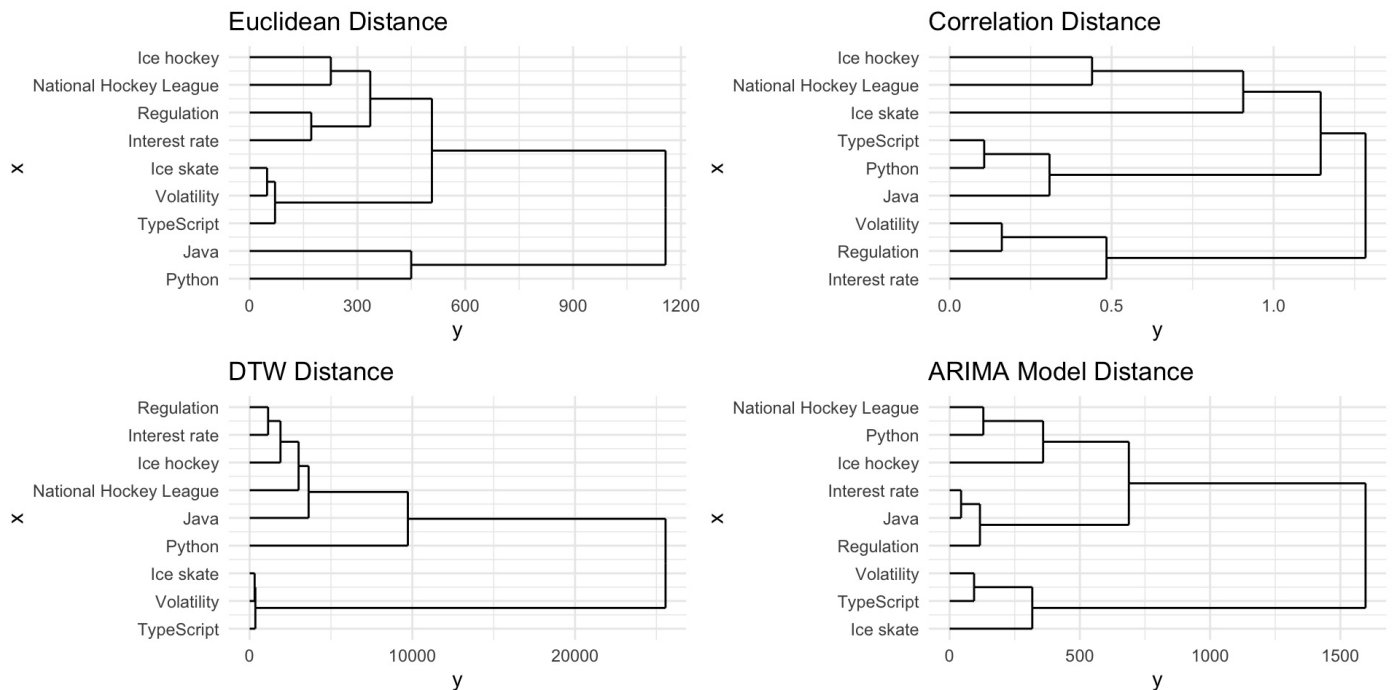 Euclidean Distance
Ice hockey
National Hockey League
Regulation
Interest rate
Ice skate
Volatility
TypeScript
Java
Python
x
0 300 600 900 1200
y
Correlation Distance
Ice hockey
National Hockey League
Ice skate
TypeScript
Python
Java
Volatility
Regulation
Interest rate
x
0.0 0.5 1.0
y
DTW Distance
Regulation
Interest rate
Ice hockey
National Hockey League
Java
Python
Ice skate
Volatility
TypeScript
x
0 10000 20000
y
ARIMA Model Distance
National Hockey League
Python
Ice hockey
Interest rate
Java
Regulation
Volatility
TypeScript
Ice skate
x
0 500 1000 1500
y